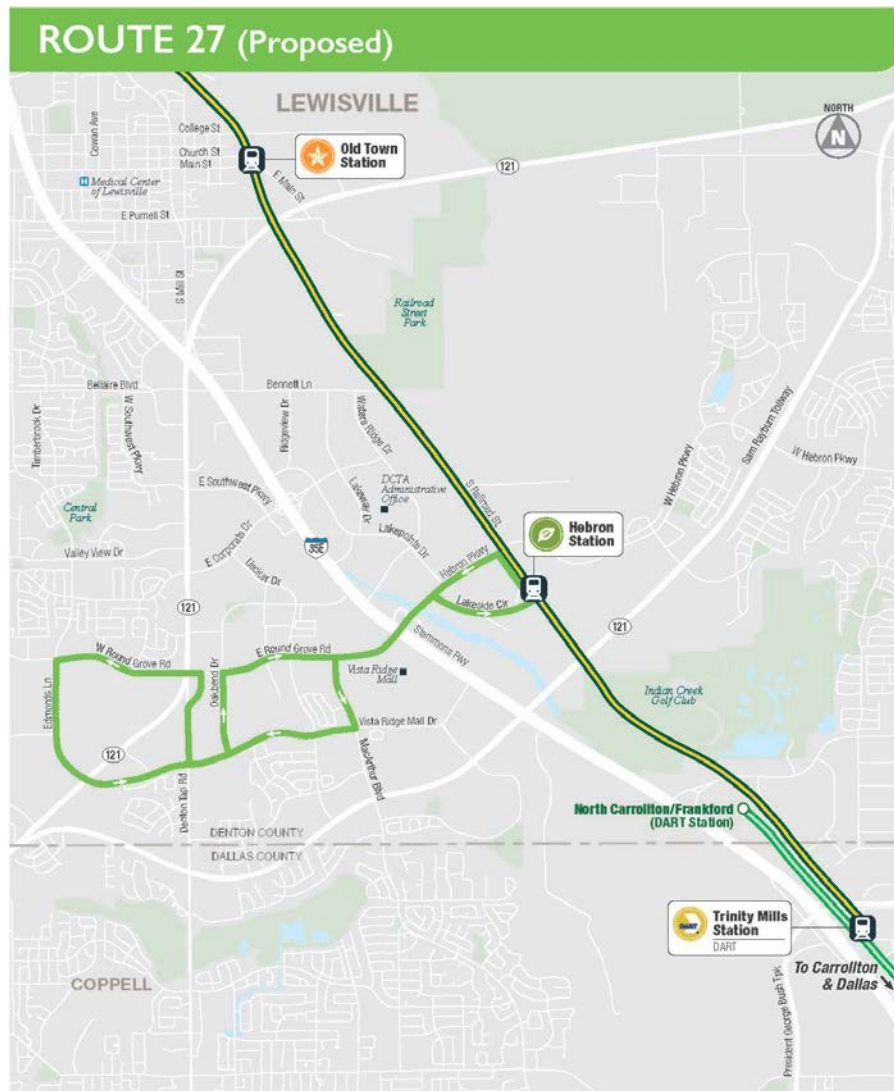 ROUTE 27 (Proposed)
LEWISVILLE
NORTH
N
Cowan Ave
College St
Church St
Main St
Old Town
Station
E Main St
121
Medical Center
of Lewisville
H
E Purnell St
S Mill St
Railroad
Street
Park
Bellaire Blvd
Bennett Ln
Timberbrook Dr
W Southwest Pkwy
Ridgeview Dr
Waters Ridge Dr
Sam Rayburn Tollway
W Hebron Pkwy
W Hebron Pkwy
E Southwest Pkwy
Lakeway Dr
DCTA
Administrative
Office
S Railroad St
Central
Park
35E
Lakepointe Dr
Hebron
Station
Valley View Dr
E Corporate Dr
Uecker Dr
Hebron Pkwy
Lakeside Cir
121
121
Stemmons Fwy
W Round Grove Rd
Oakbend Dr
E Round Grove Rd
Vista Ridge
Mall
Edmonds Ln
Indian Creek
Golf Club
Vista Ridge Mall Dr
121
MacArthur Blvd
Denton Tap Rd
North Carrollton/Frankford
(DART Station)
DENTON COUNTY
DALLAS COUNTY
DART
Trinity Mills
Station
DART
To Carrollton
& Dallas
COPPELL
President George Bush Tpk